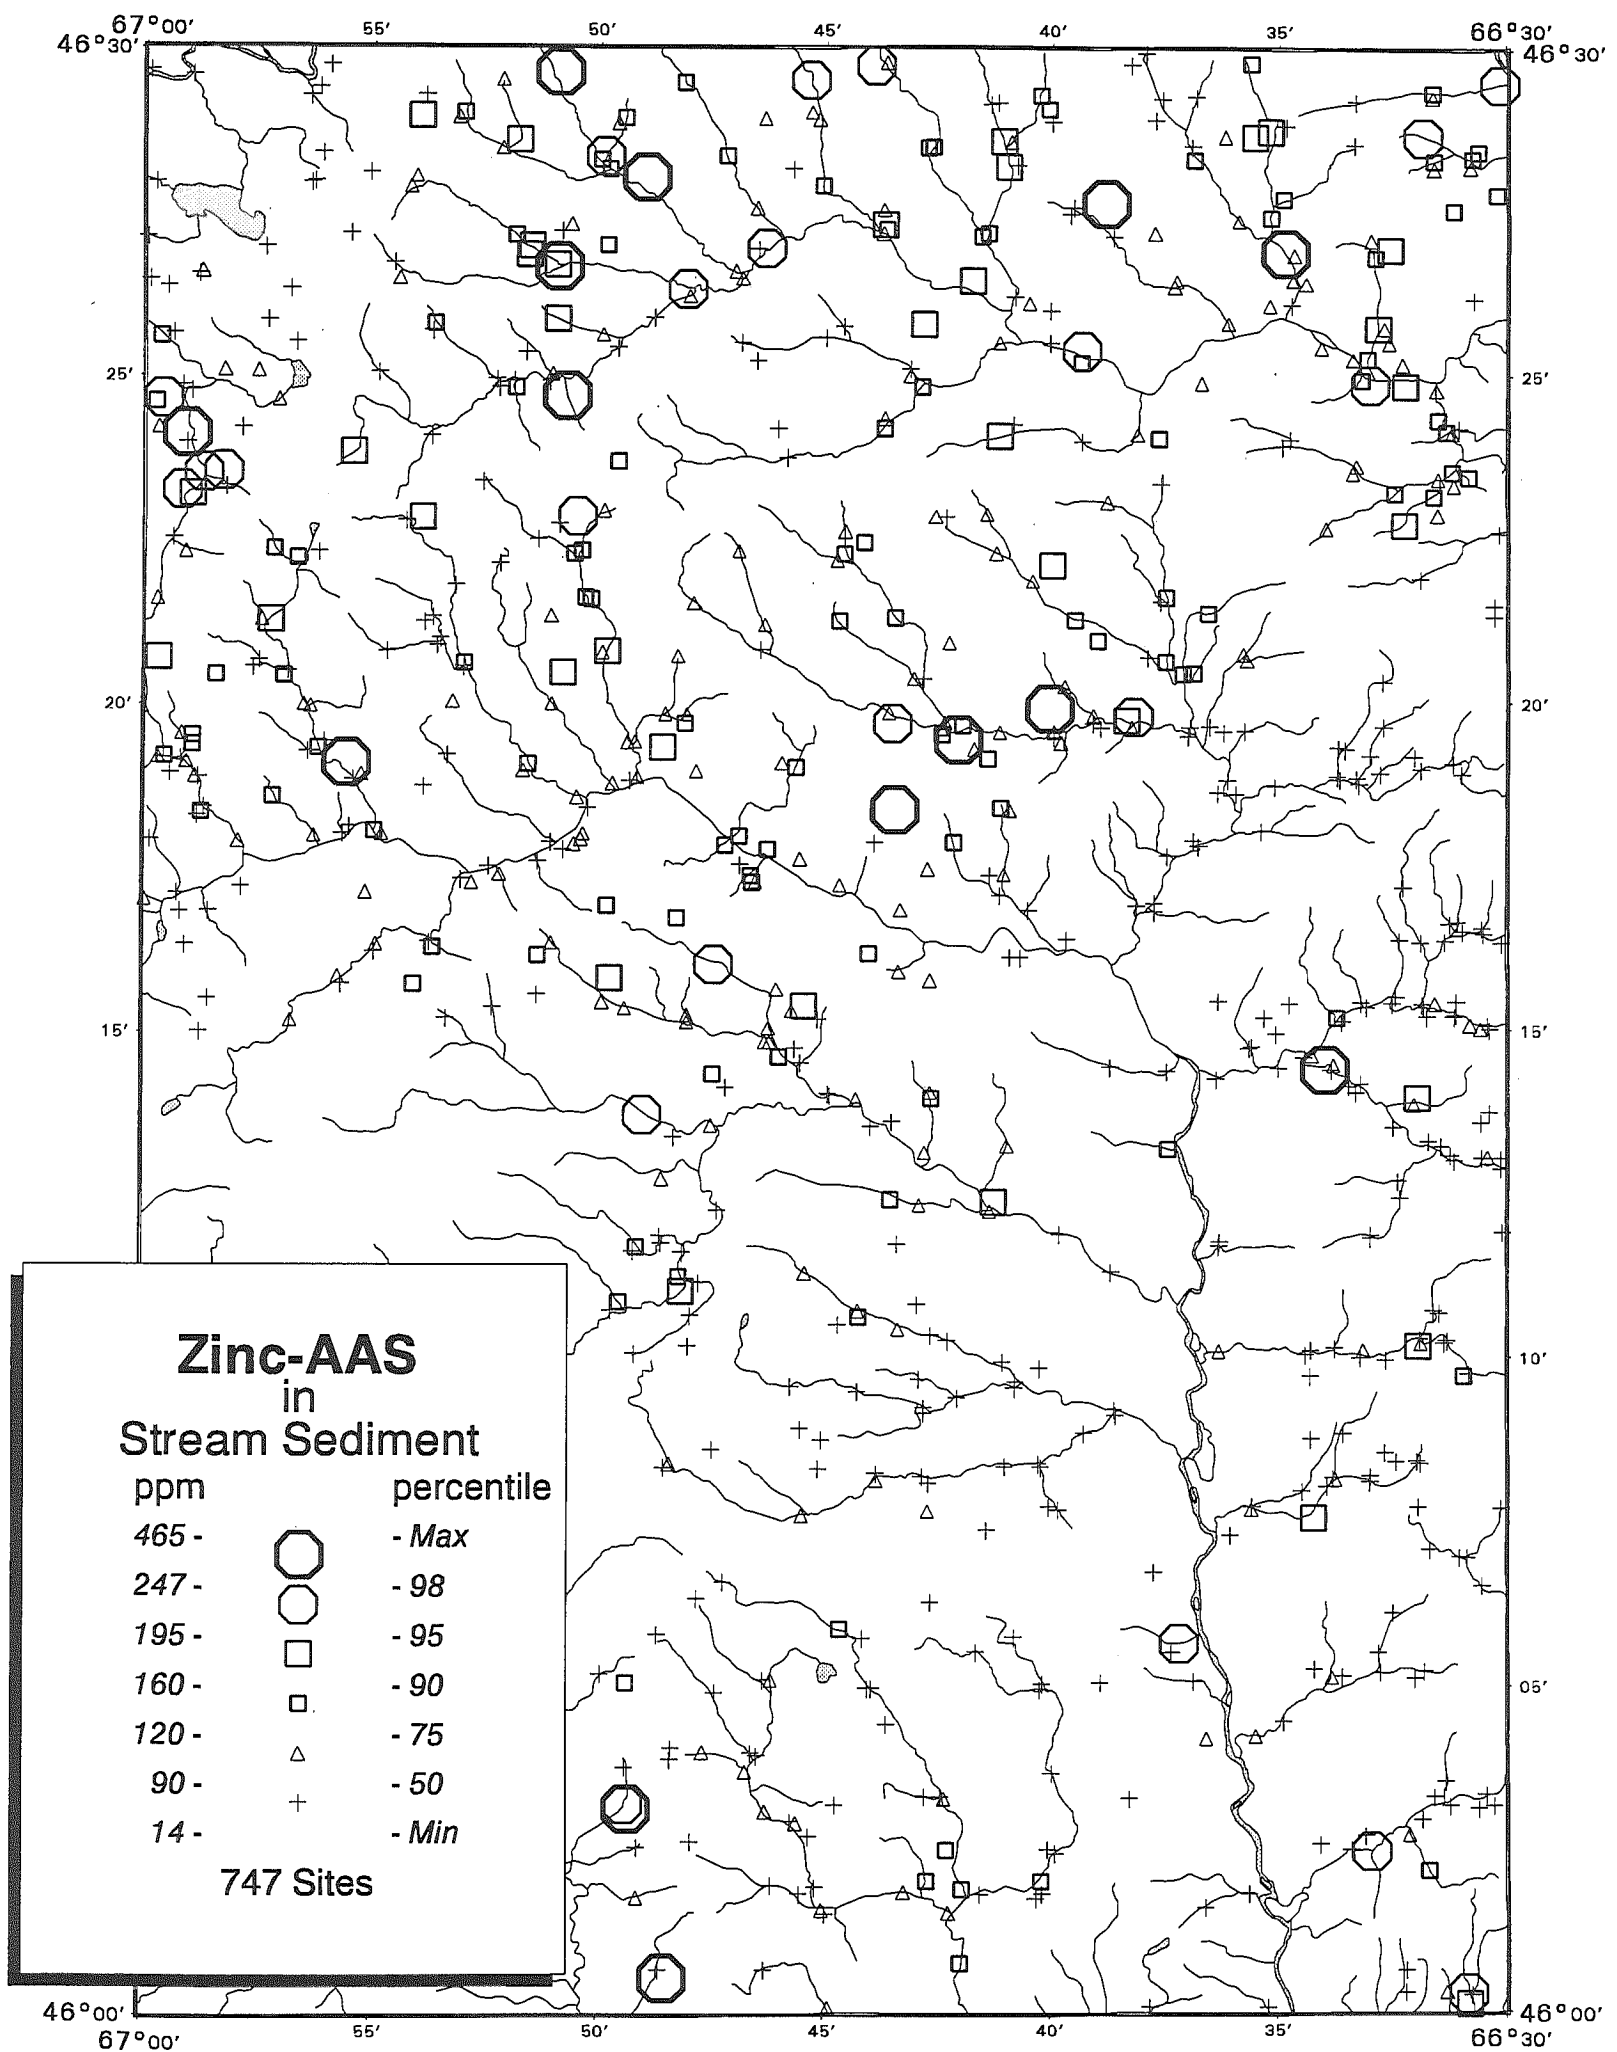 67°00′ 55′ 50′ 45′ 40′ 35′ 66°30′
46°30′ 46°30′
25′ 25′
20′ 20′
15′ 15′
10′
05′
Zinc-AAS
in
Stream Sediment
ppm percentile
465 - - Max
247 - - 98
195 - - 95
160 - - 90
120 - - 75
90 - - 50
14 - - Min
747 Sites
46°00′ 46°00′
67°00′ 55′ 50′ 45′ 40′ 35′ 66°30′